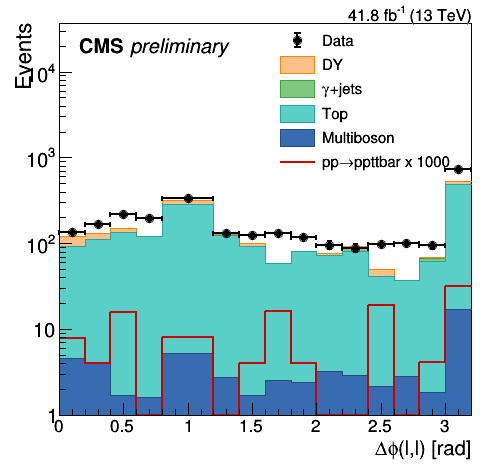 41.8 fb⁻¹ (13 TeV)
Events
CMS preliminary
Data
DY
γ+jets
Top
Multiboson
pp→ppttbar x 1000
10⁴
10³
10²
10
1
0 0.5 1 1.5 2 2.5 3
Δϕ(l,l) [rad]